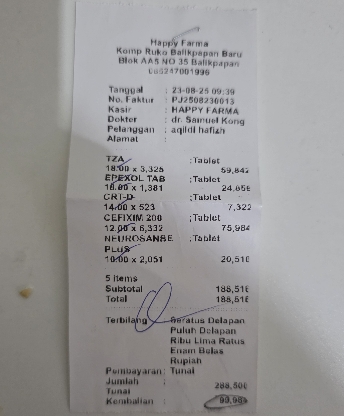 Happy Farma
Komp Ruko Balikpapan Baru
Blok AA5 NO 35 Balikpapan
Tanggal : 23-08-25 09:39
No. Faktur : PJ2508230013
Kasir : HAPPY FARMA
Dokter : dr. Samuel Kong
Pelanggan : aqildi hafizh
Alamat :
TZA ;Tablet
18.00 x 3,325 59,842
EPEXOL TAB ;Tablet
18.00 x 1,381 24,858
CRT-D ;Tablet
14.00 x 523 7,322
CEFIXIM 200 ;Tablet
12.00 x 6,332 75,984
NEUROSANBE ;Tablet
PLUS
10.00 x 2,051 20,510
5 items
Subtotal 188,516
Total 188,516
Terbilang : Seratus Delapan
Puluh Delapan
Ribu Lima Ratus
Enam Belas
Rupiah
Pembayaran: Tunai
Jumlah :
Tunai 288,500
Kembalian :